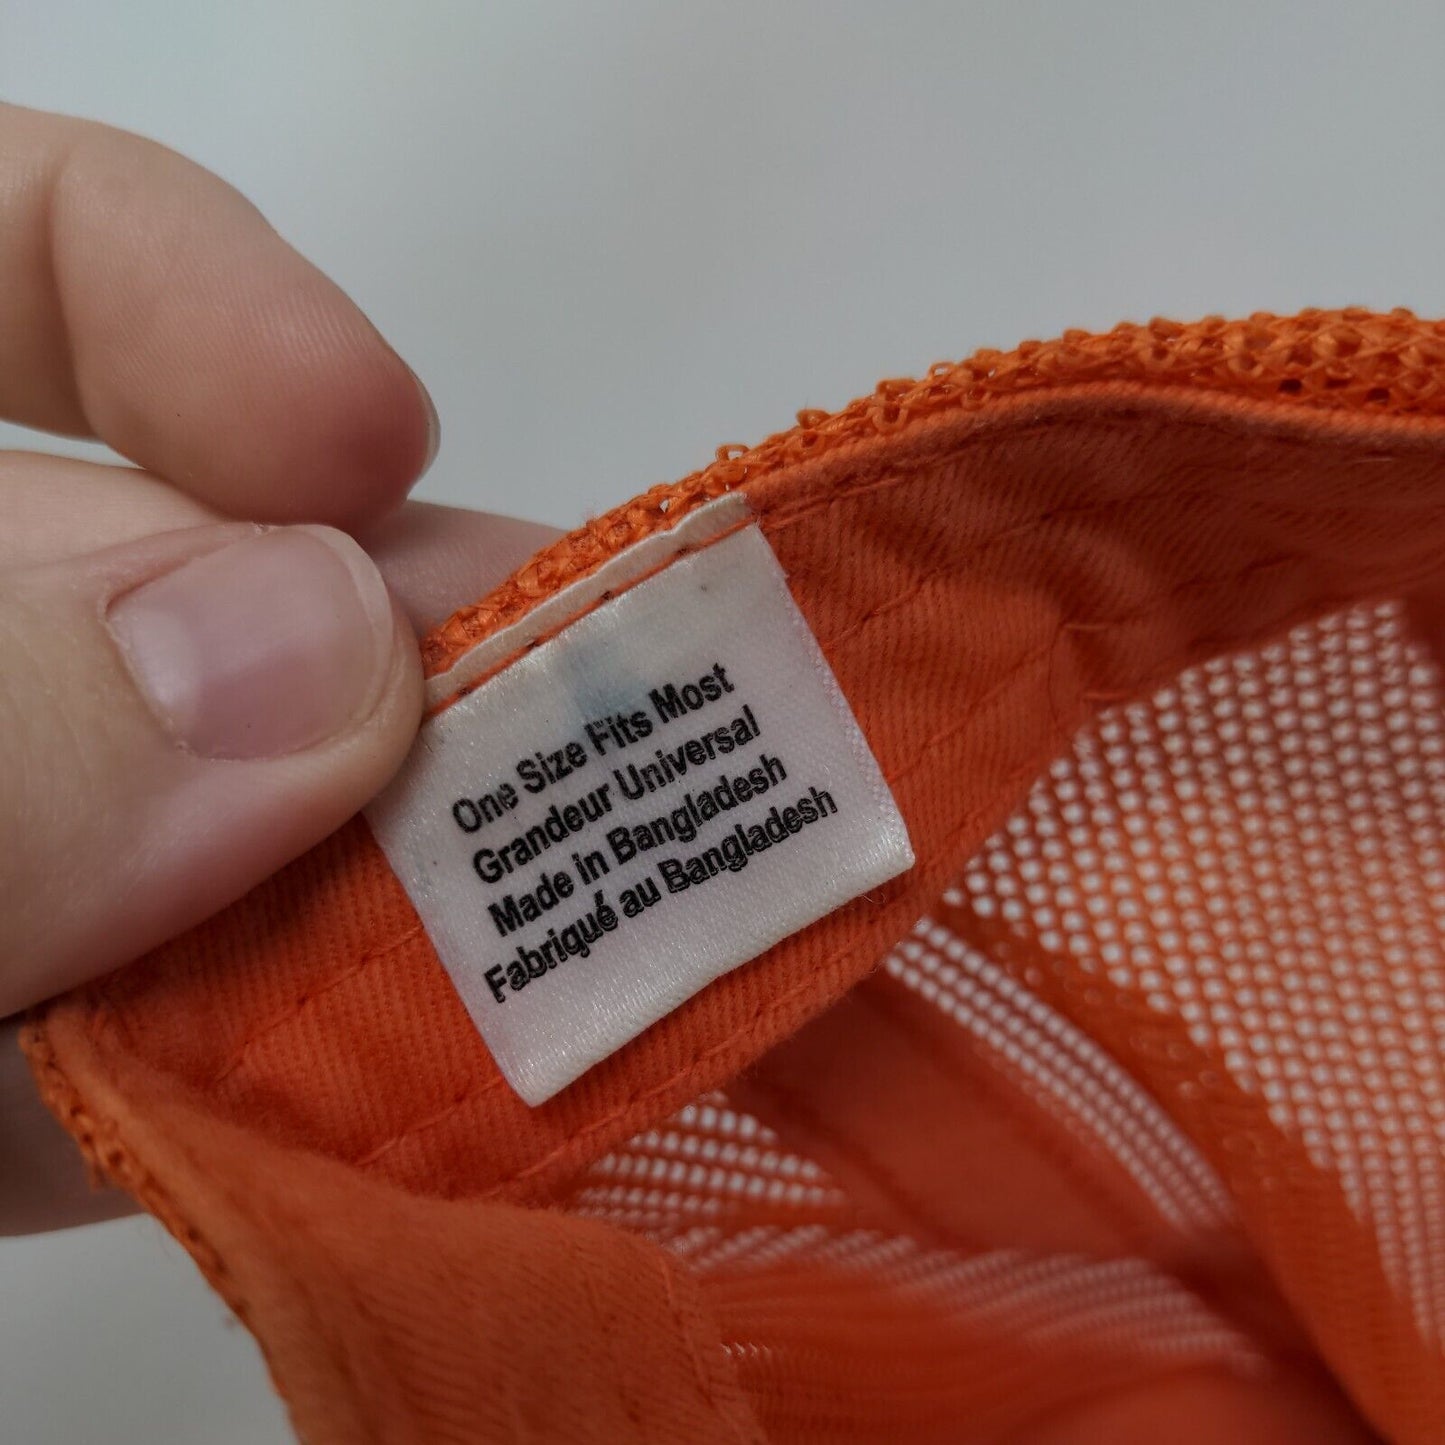 One Size Fits Most
Grandeur Universal
Made in Bangladesh
Fabriqué au Bangladesh